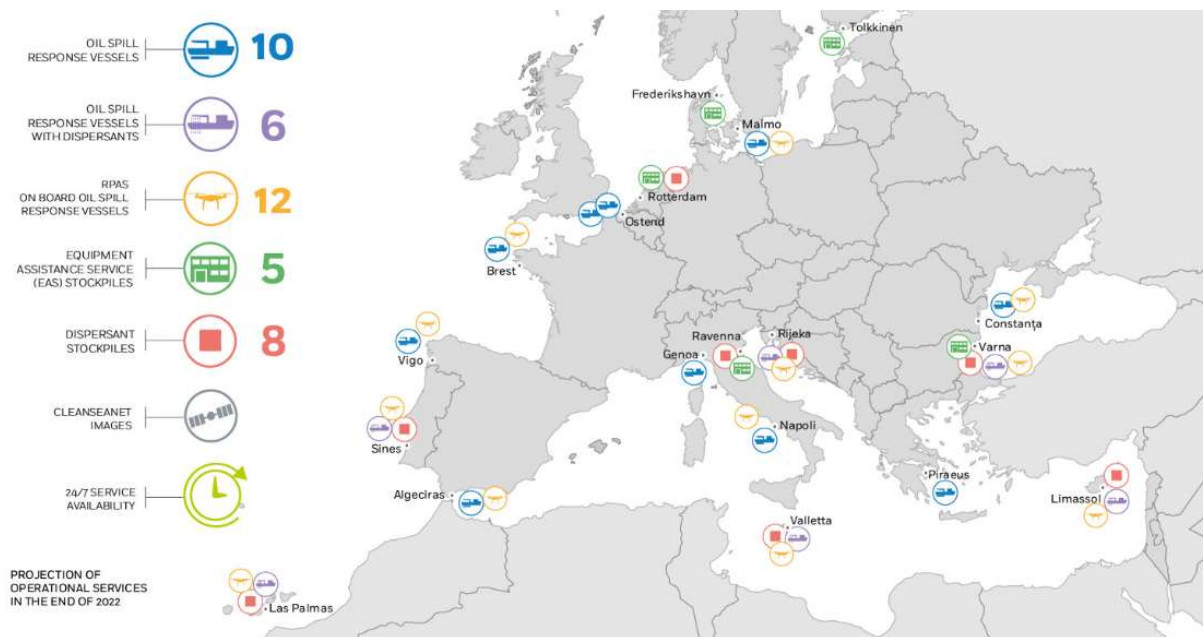 OIL SPILL
RESPONSE VESSELS
10
OIL SPILL
RESPONSE VESSELS
WITH DISPERSANTS
6
RPAS
ON BOARD OIL SPILL
RESPONSE VESSELS
12
EQUIPMENT
ASSISTANCE SERVICE
(EAS) STOCKPILES
5
DISPERSANT
STOCKPILES
8
CLEANSEANET
IMAGES
24/7 SERVICE
AVAILABILITY
PROJECTION OF
OPERATIONAL SERVICES
IN THE END OF 2022
Tolkkinen
Frederikshavn
Malmo
Rotterdam
Ostend
Brest
Constanţa
Ravenna
Rijeka
Varna
Genoa
Vigo
Napoli
Sines
Piraeus
Algeciras
Limassol
Valletta
Las Palmas